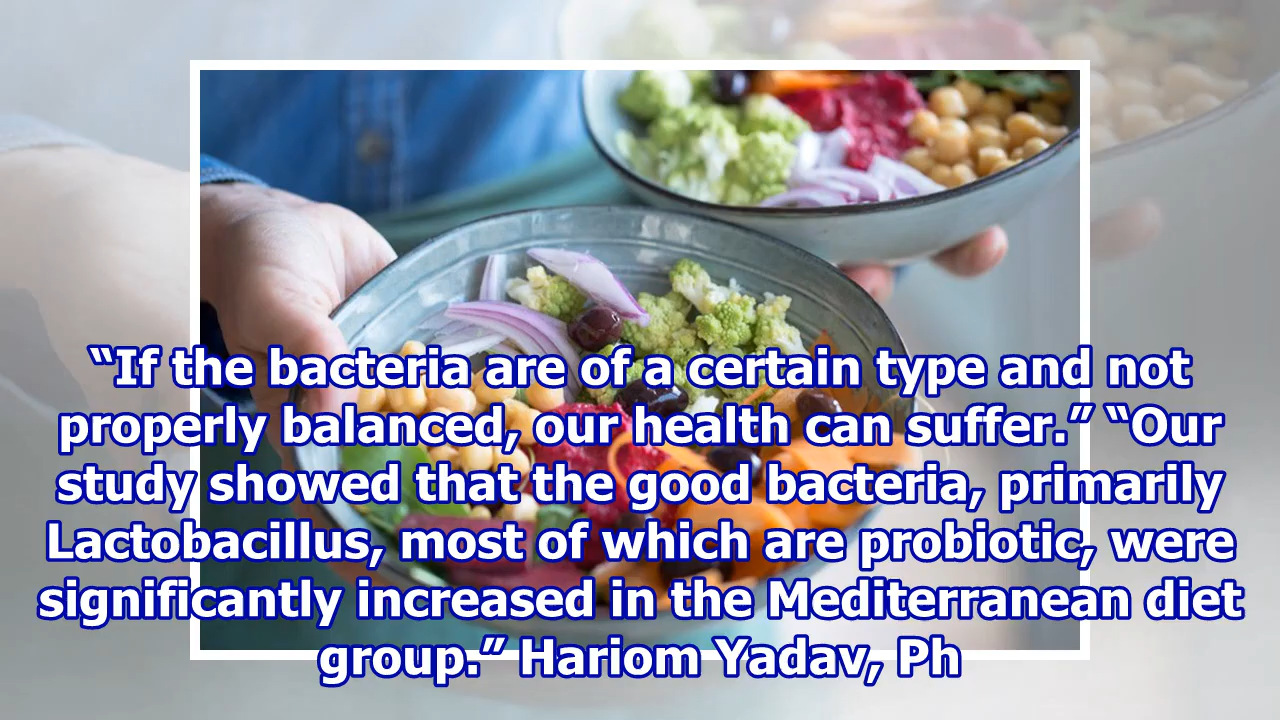 “If the bacteria are of a certain type and not
properly balanced, our health can suffer.” “Our
study showed that the good bacteria, primarily
Lactobacillus, most of which are probiotic, were
significantly increased in the Mediterranean diet
group.” Hariom Yadav, Ph